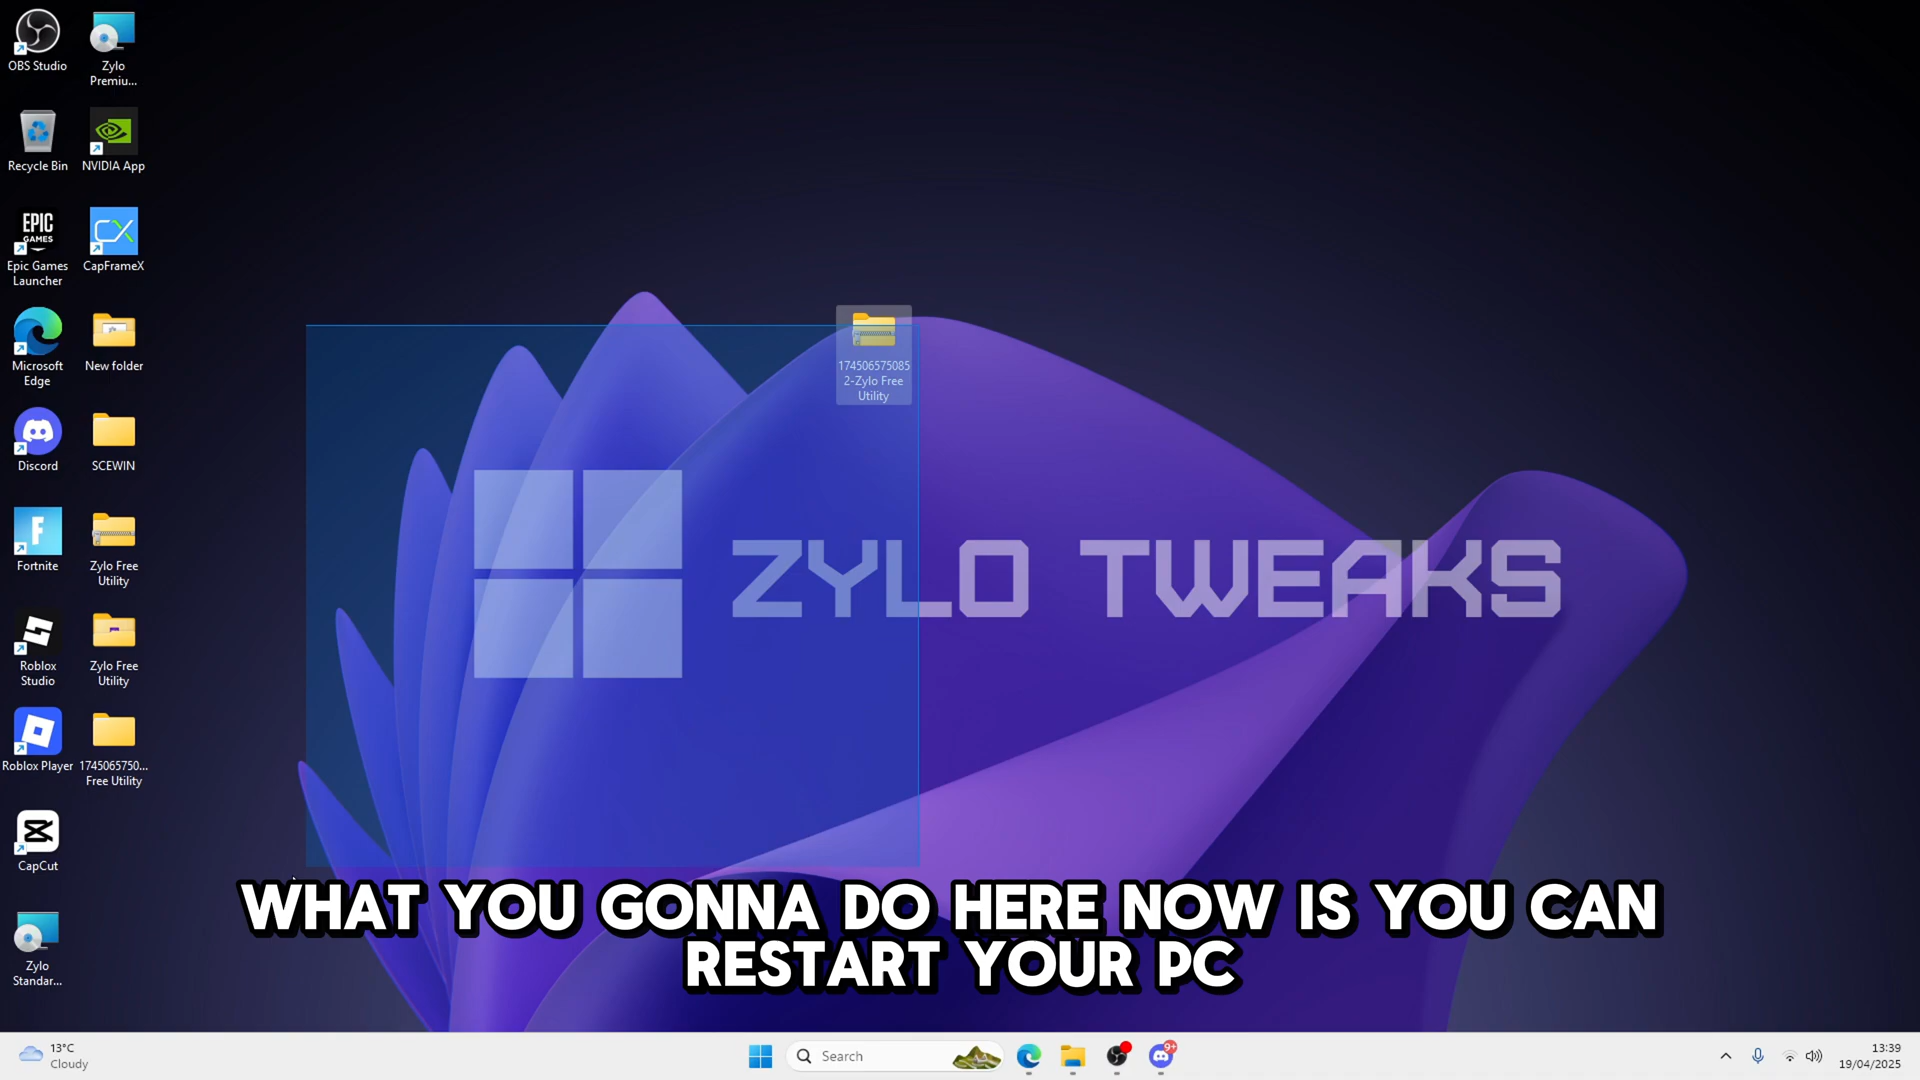 OBS Studio
Zylo
Premiu...
Recycle Bin
NVIDIA App
EPIC
GAMES
Epic Games
Launcher
CX
CapFrameX
Microsoft
Edge
New folder
174506575085
2-Zylo Free
Utility
Discord
SCEWIN
F
Fortnite
Zylo Free
Utility
ZYLO TWEAKS
Roblox
Studio
Zylo Free
Utility
Roblox Player
1745065750...
Free Utility
CapCut
Zylo
Standar...
WHAT YOU GONNA DO HERE NOW IS YOU CAN
RESTART YOUR PC
13°C
Cloudy
Search
9+
13:39
19/04/2025